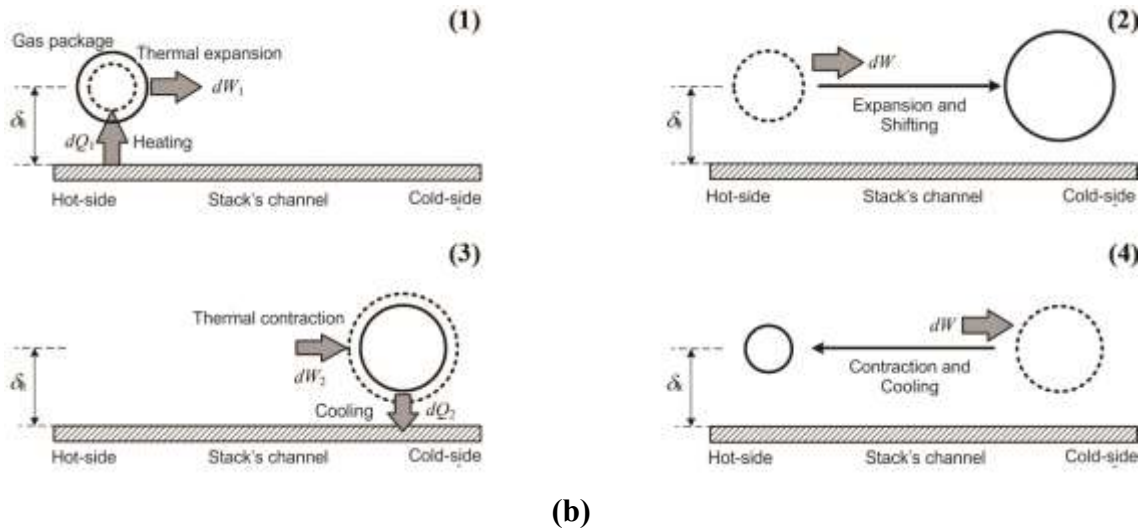 (1)
Gas package
Thermal expansion
dW₁
δₖ
dQ₁
Heating
Hot-side Stack's channel Cold-side
(2)
dW
δₖ
Expansion and
Shifting
Hot-side Stack's channel Cold-side
(3)
Thermal contraction
δₖ
dW₂
Cooling
dQ₂
Hot-side Stack's channel Cold-side
(4)
dW
δₖ
Contraction and
Cooling
Hot-side Stack's channel Cold-side
(b)